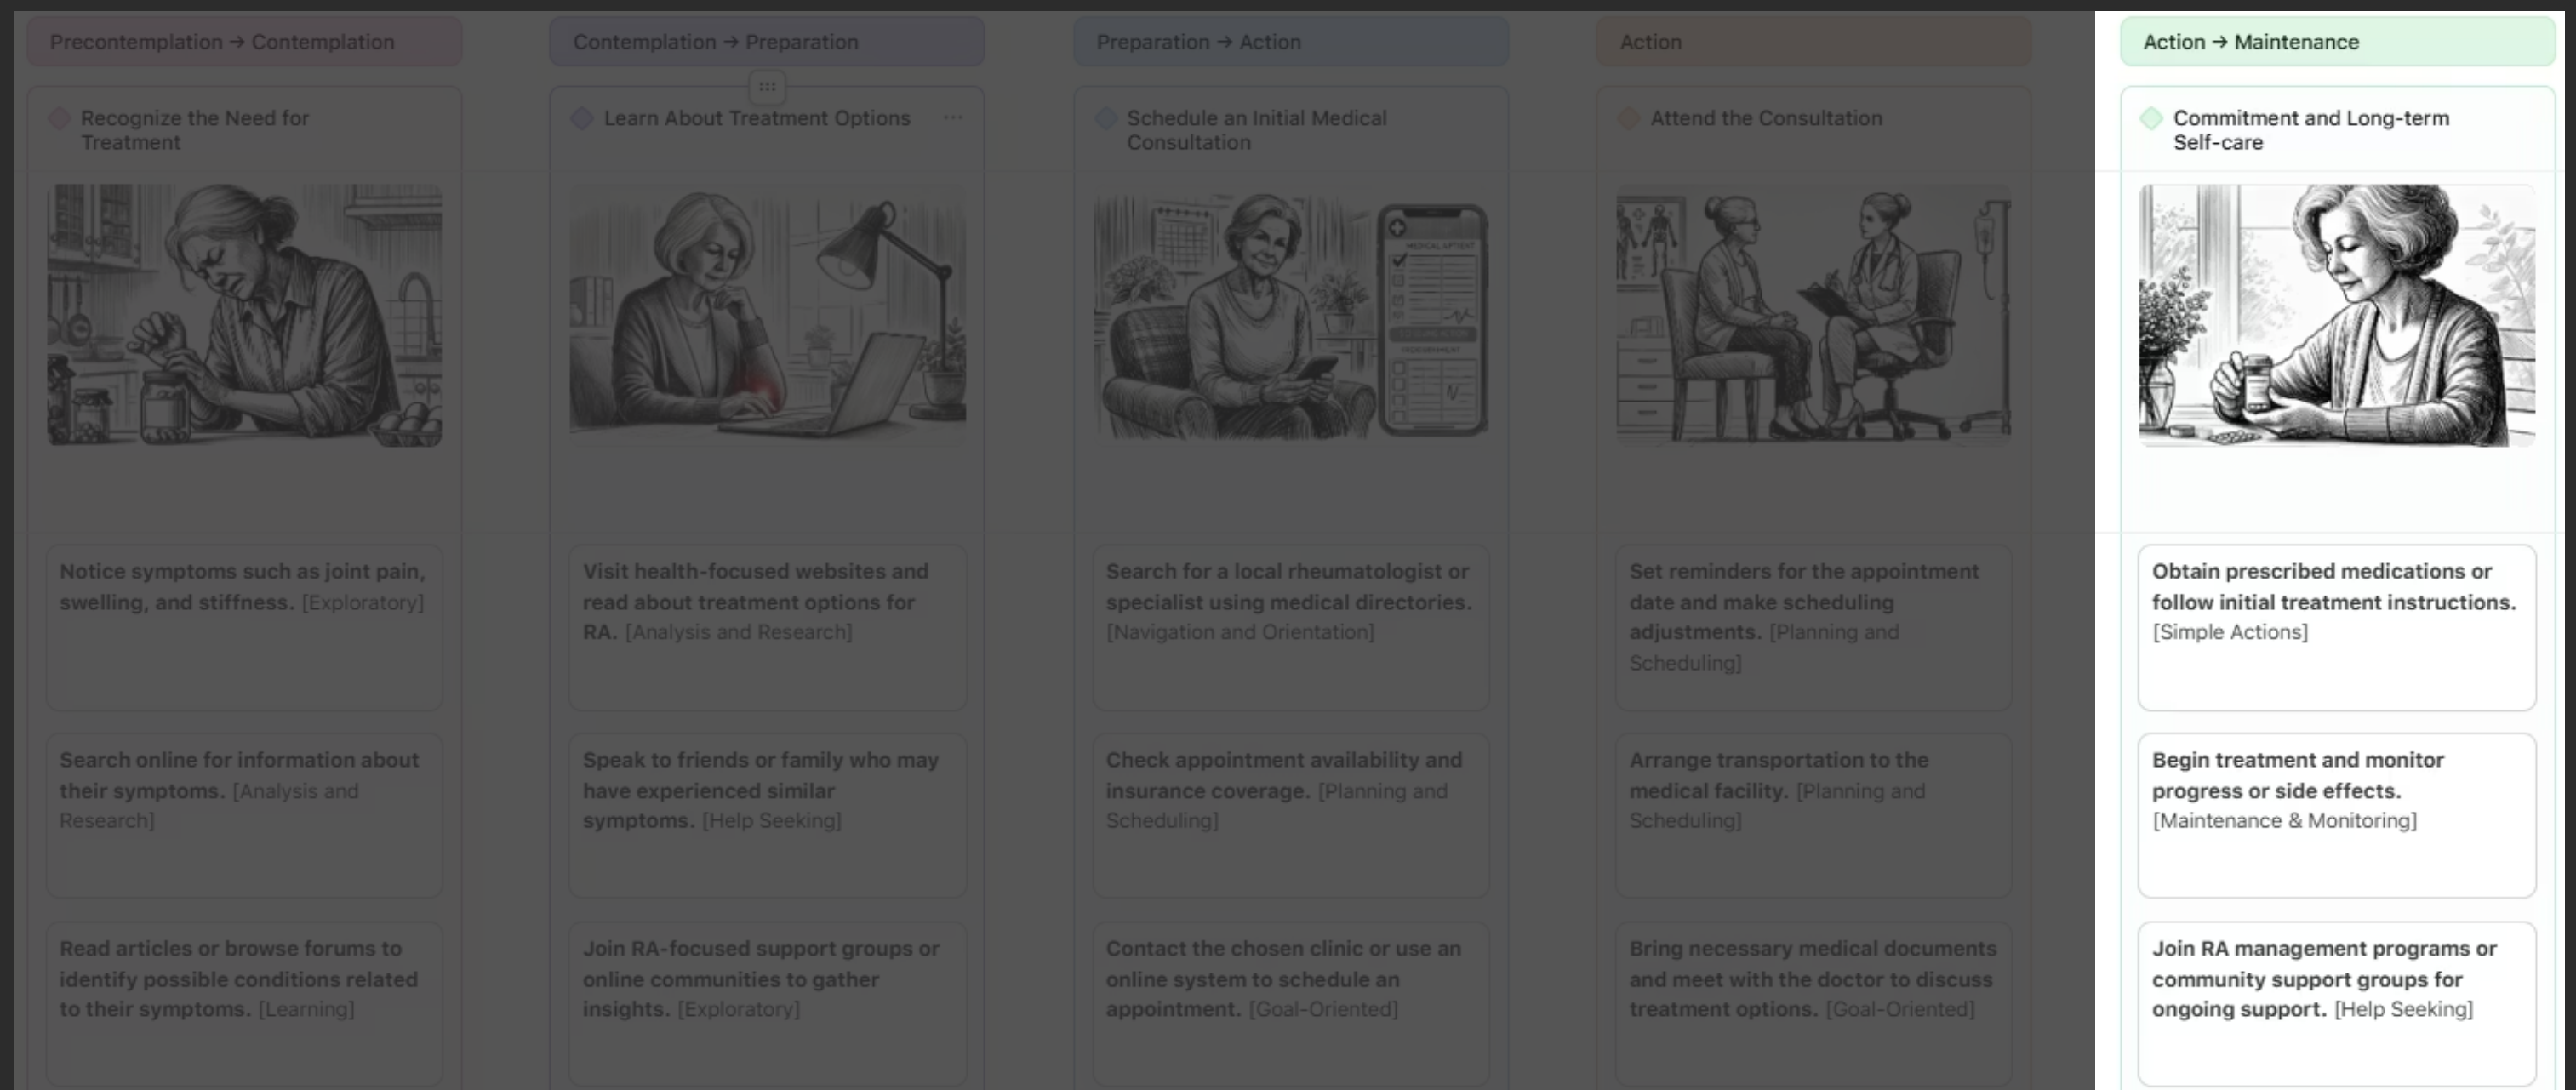 Precontemplation → Contemplation
Recognize the Need for
Treatment
Notice symptoms such as joint pain,
swelling, and stiffness. [Exploratory]
Search online for information about
their symptoms. [Analysis and
Research]
Read articles or browse forums to
identify possible conditions related
to their symptoms. [Learning]
Contemplation → Preparation
Learn About Treatment Options
Visit health-focused websites and
read about treatment options for
RA. [Analysis and Research]
Speak to friends or family who may
have experienced similar
symptoms. [Help Seeking]
Join RA-focused support groups or
online communities to gather
insights. [Exploratory]
Preparation → Action
Schedule an Initial Medical
Consultation
Search for a local rheumatologist or
specialist using medical directories.
[Navigation and Orientation]
Check appointment availability and
insurance coverage. [Planning and
Scheduling]
Contact the chosen clinic or use an
online system to schedule an
appointment. [Goal-Oriented]
Action
Attend the Consultation
Set reminders for the appointment
date and make scheduling
adjustments. [Planning and
Scheduling]
Arrange transportation to the
medical facility. [Planning and
Scheduling]
Bring necessary medical documents
and meet with the doctor to discuss
treatment options. [Goal-Oriented]
Action → Maintenance
Commitment and Long-term
Self-care
Obtain prescribed medications or
follow initial treatment instructions.
[Simple Actions]
Begin treatment and monitor
progress or side effects.
[Maintenance & Monitoring]
Join RA management programs or
community support groups for
ongoing support. [Help Seeking]